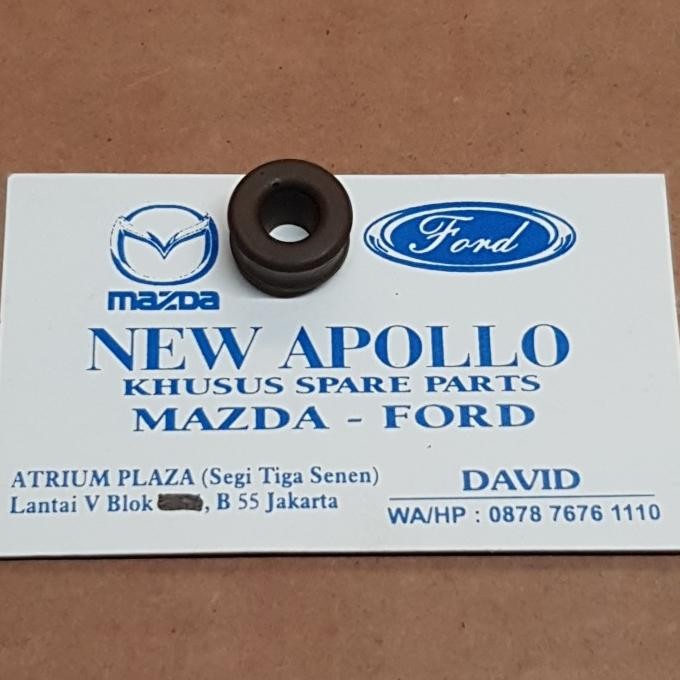 mazda
Ford
NEW APOLLO
KHUSUS SPARE PARTS
MAZDA - FORD
ATRIUM PLAZA (Segi Tiga Senen)
Lantai V Blok , B 55 Jakarta
DAVID
WA/HP : 0878 7676 1110